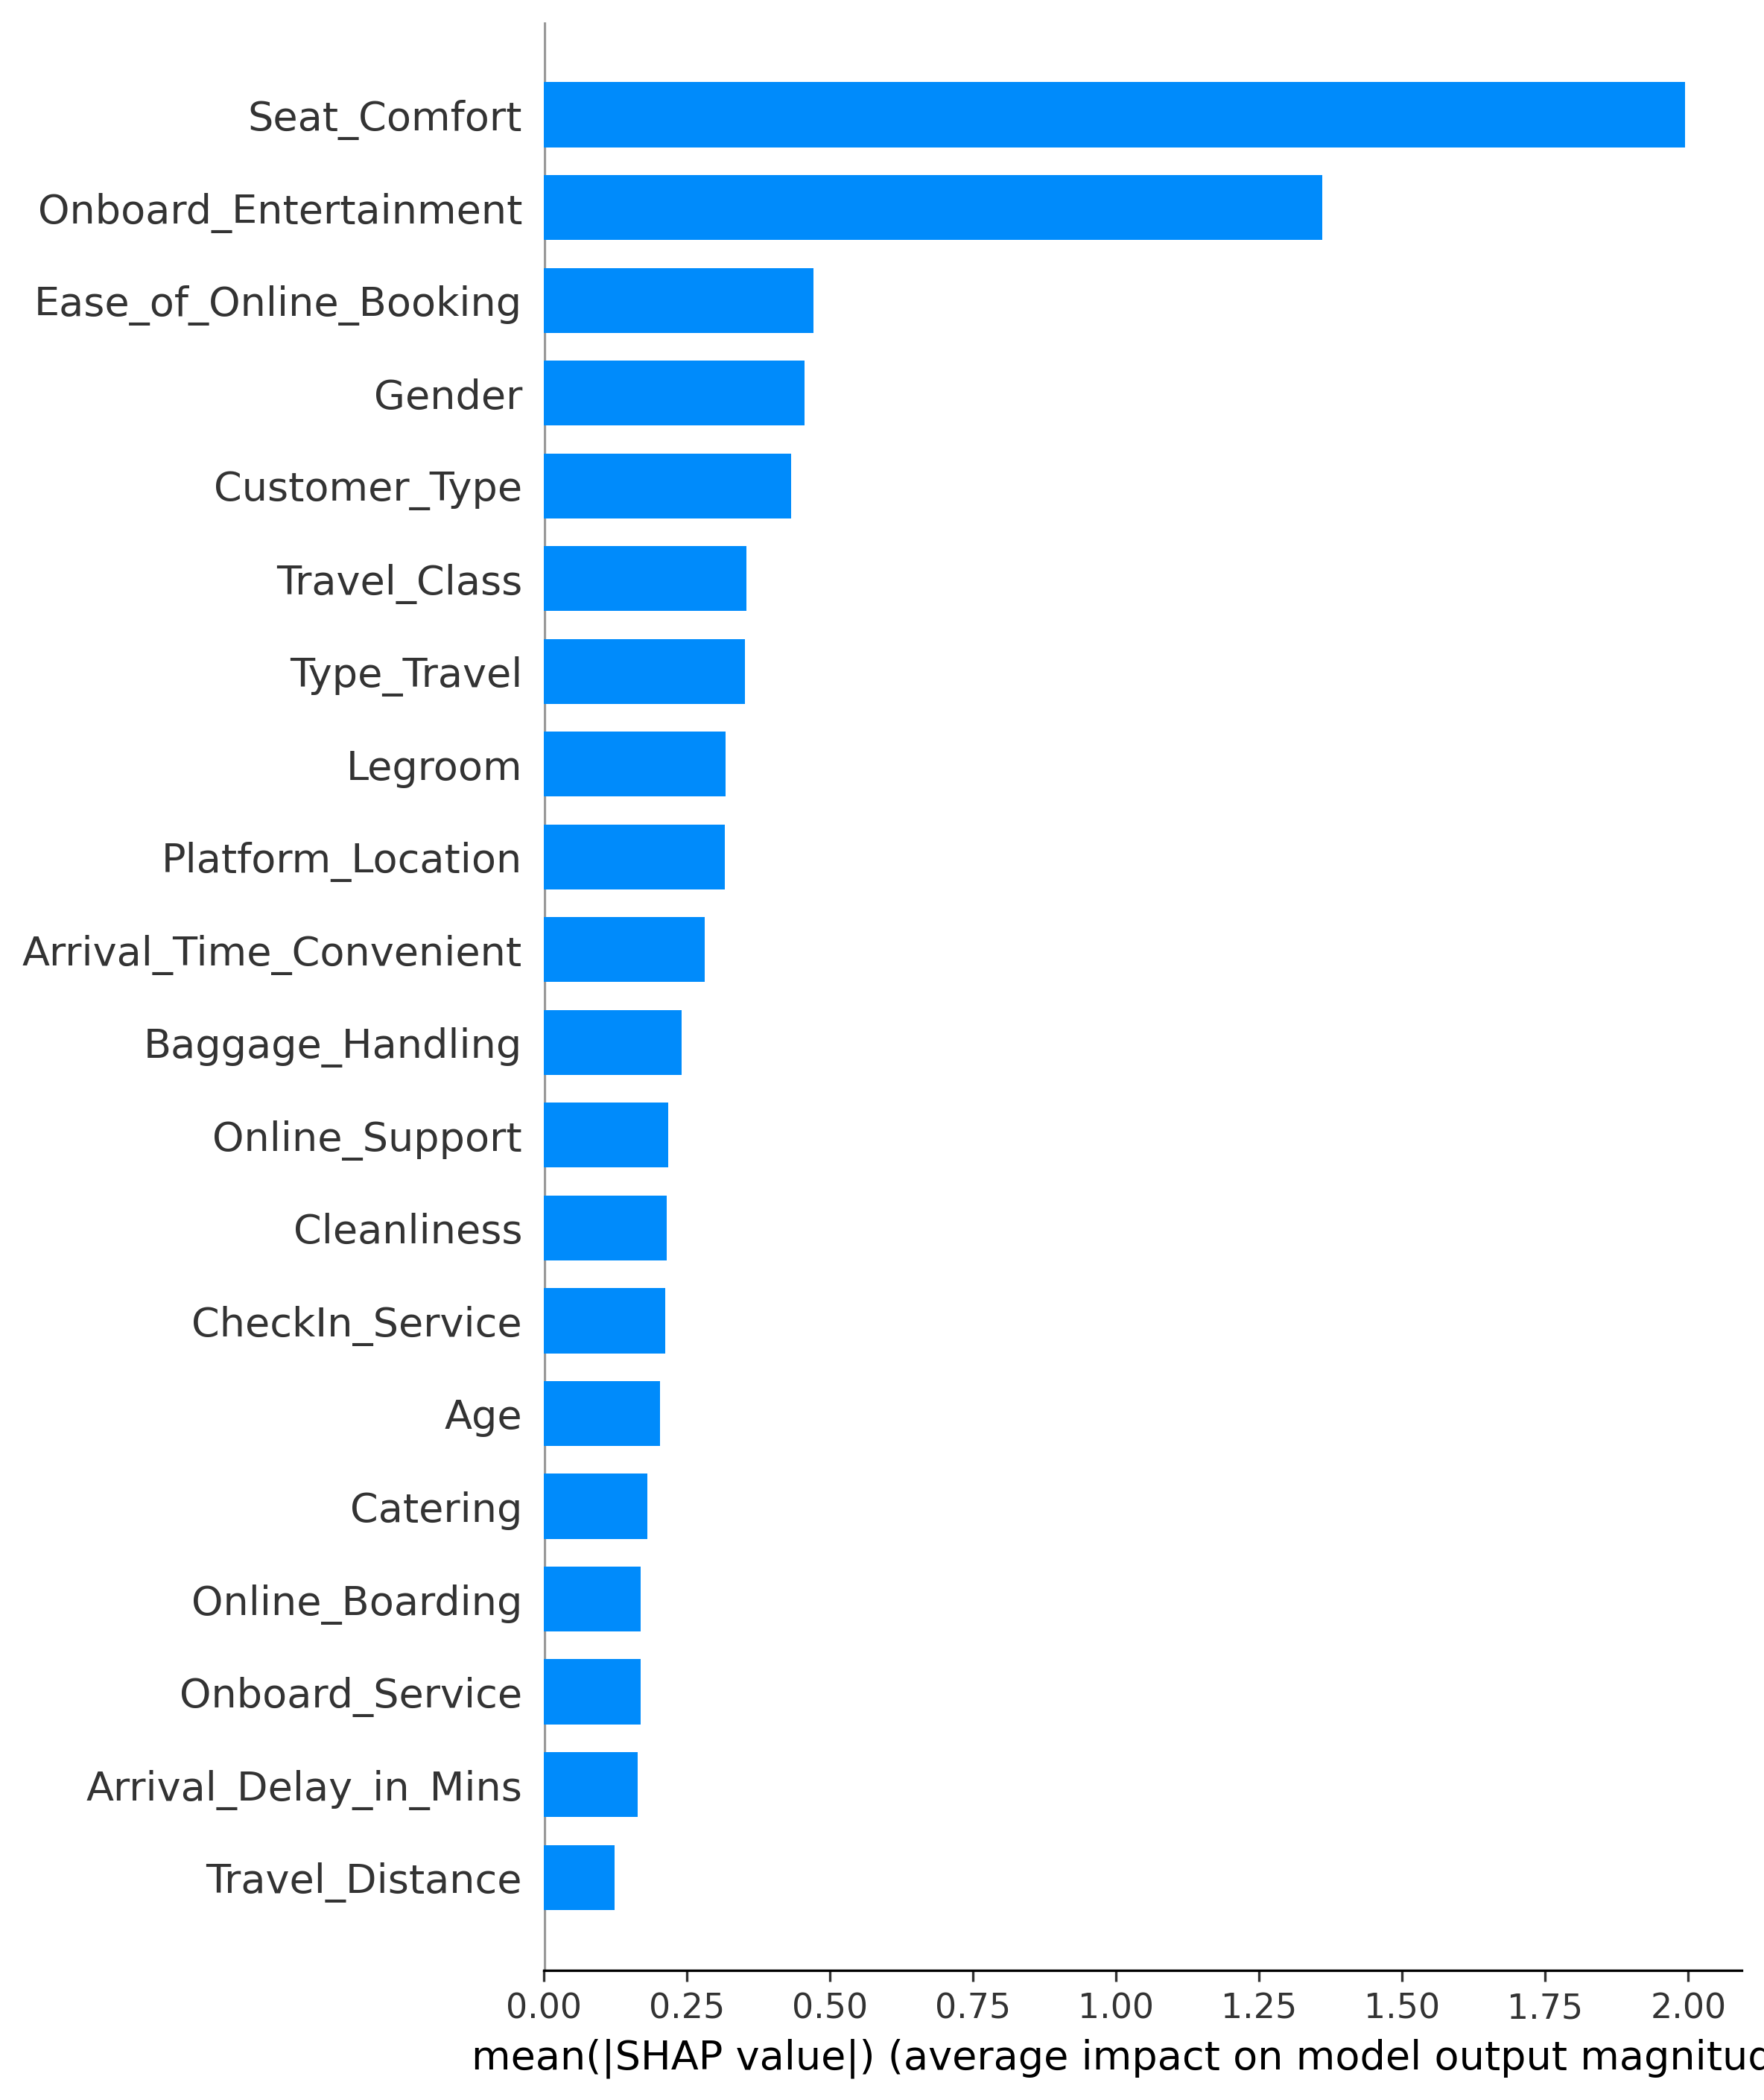 Seat_Comfort
Onboard_Entertainment
Ease_of_Online_Booking
Gender
Customer_Type
Travel_Class
Type_Travel
Legroom
Platform_Location
Arrival_Time_Convenient
Baggage_Handling
Online_Support
Cleanliness
CheckIn_Service
Age
Catering
Online_Boarding
Onboard_Service
Arrival_Delay_in_Mins
Travel_Distance
0.00 0.25 0.50 0.75 1.00 1.25 1.50 1.75 2.00
mean(|SHAP value|) (average impact on model output magnitud